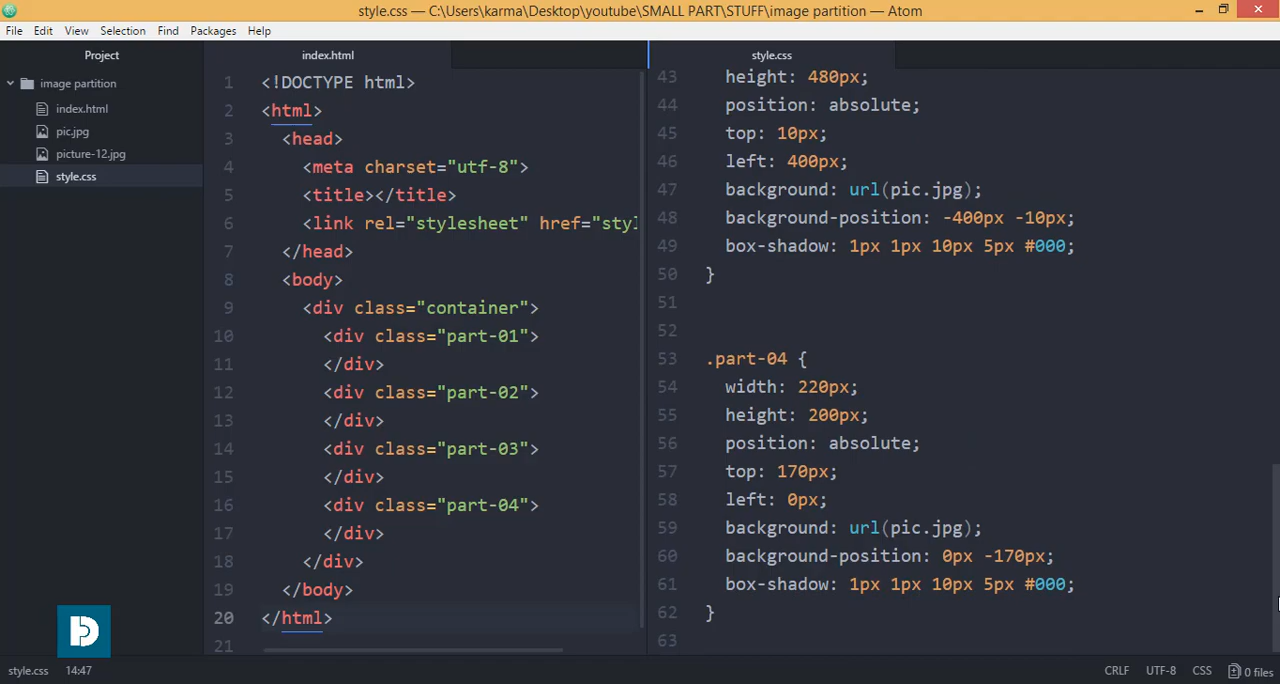 style.css — C:\Users\karma\Desktop\youtube\SMALL PART\STUFF\image partition — Atom
File Edit View Selection Find Packages Help
Project
image partition
index.html
pic.jpg
picture-12.jpg
style.css
index.html
1 <!DOCTYPE html>
2 <html>
3 <head>
4 <meta charset="utf-8">
5 <title></title>
6 <link rel="stylesheet" href="styl
7 </head>
8 <body>
9 <div class="container">
10 <div class="part-01">
11 </div>
12 <div class="part-02">
13 </div>
14 <div class="part-03">
15 </div>
16 <div class="part-04">
17 </div>
18 </div>
19 </body>
20 </html>
21
style.css
43 height: 480px;
44 position: absolute;
45 top: 10px;
46 left: 400px;
47 background: url(pic.jpg);
48 background-position: -400px -10px;
49 box-shadow: 1px 1px 10px 5px #000;
50 }
51
52
53 .part-04 {
54 width: 220px;
55 height: 200px;
56 position: absolute;
57 top: 170px;
58 left: 0px;
59 background: url(pic.jpg);
60 background-position: 0px -170px;
61 box-shadow: 1px 1px 10px 5px #000;
62 }
63
style.css 14:47 CRLF UTF-8 CSS 0 files